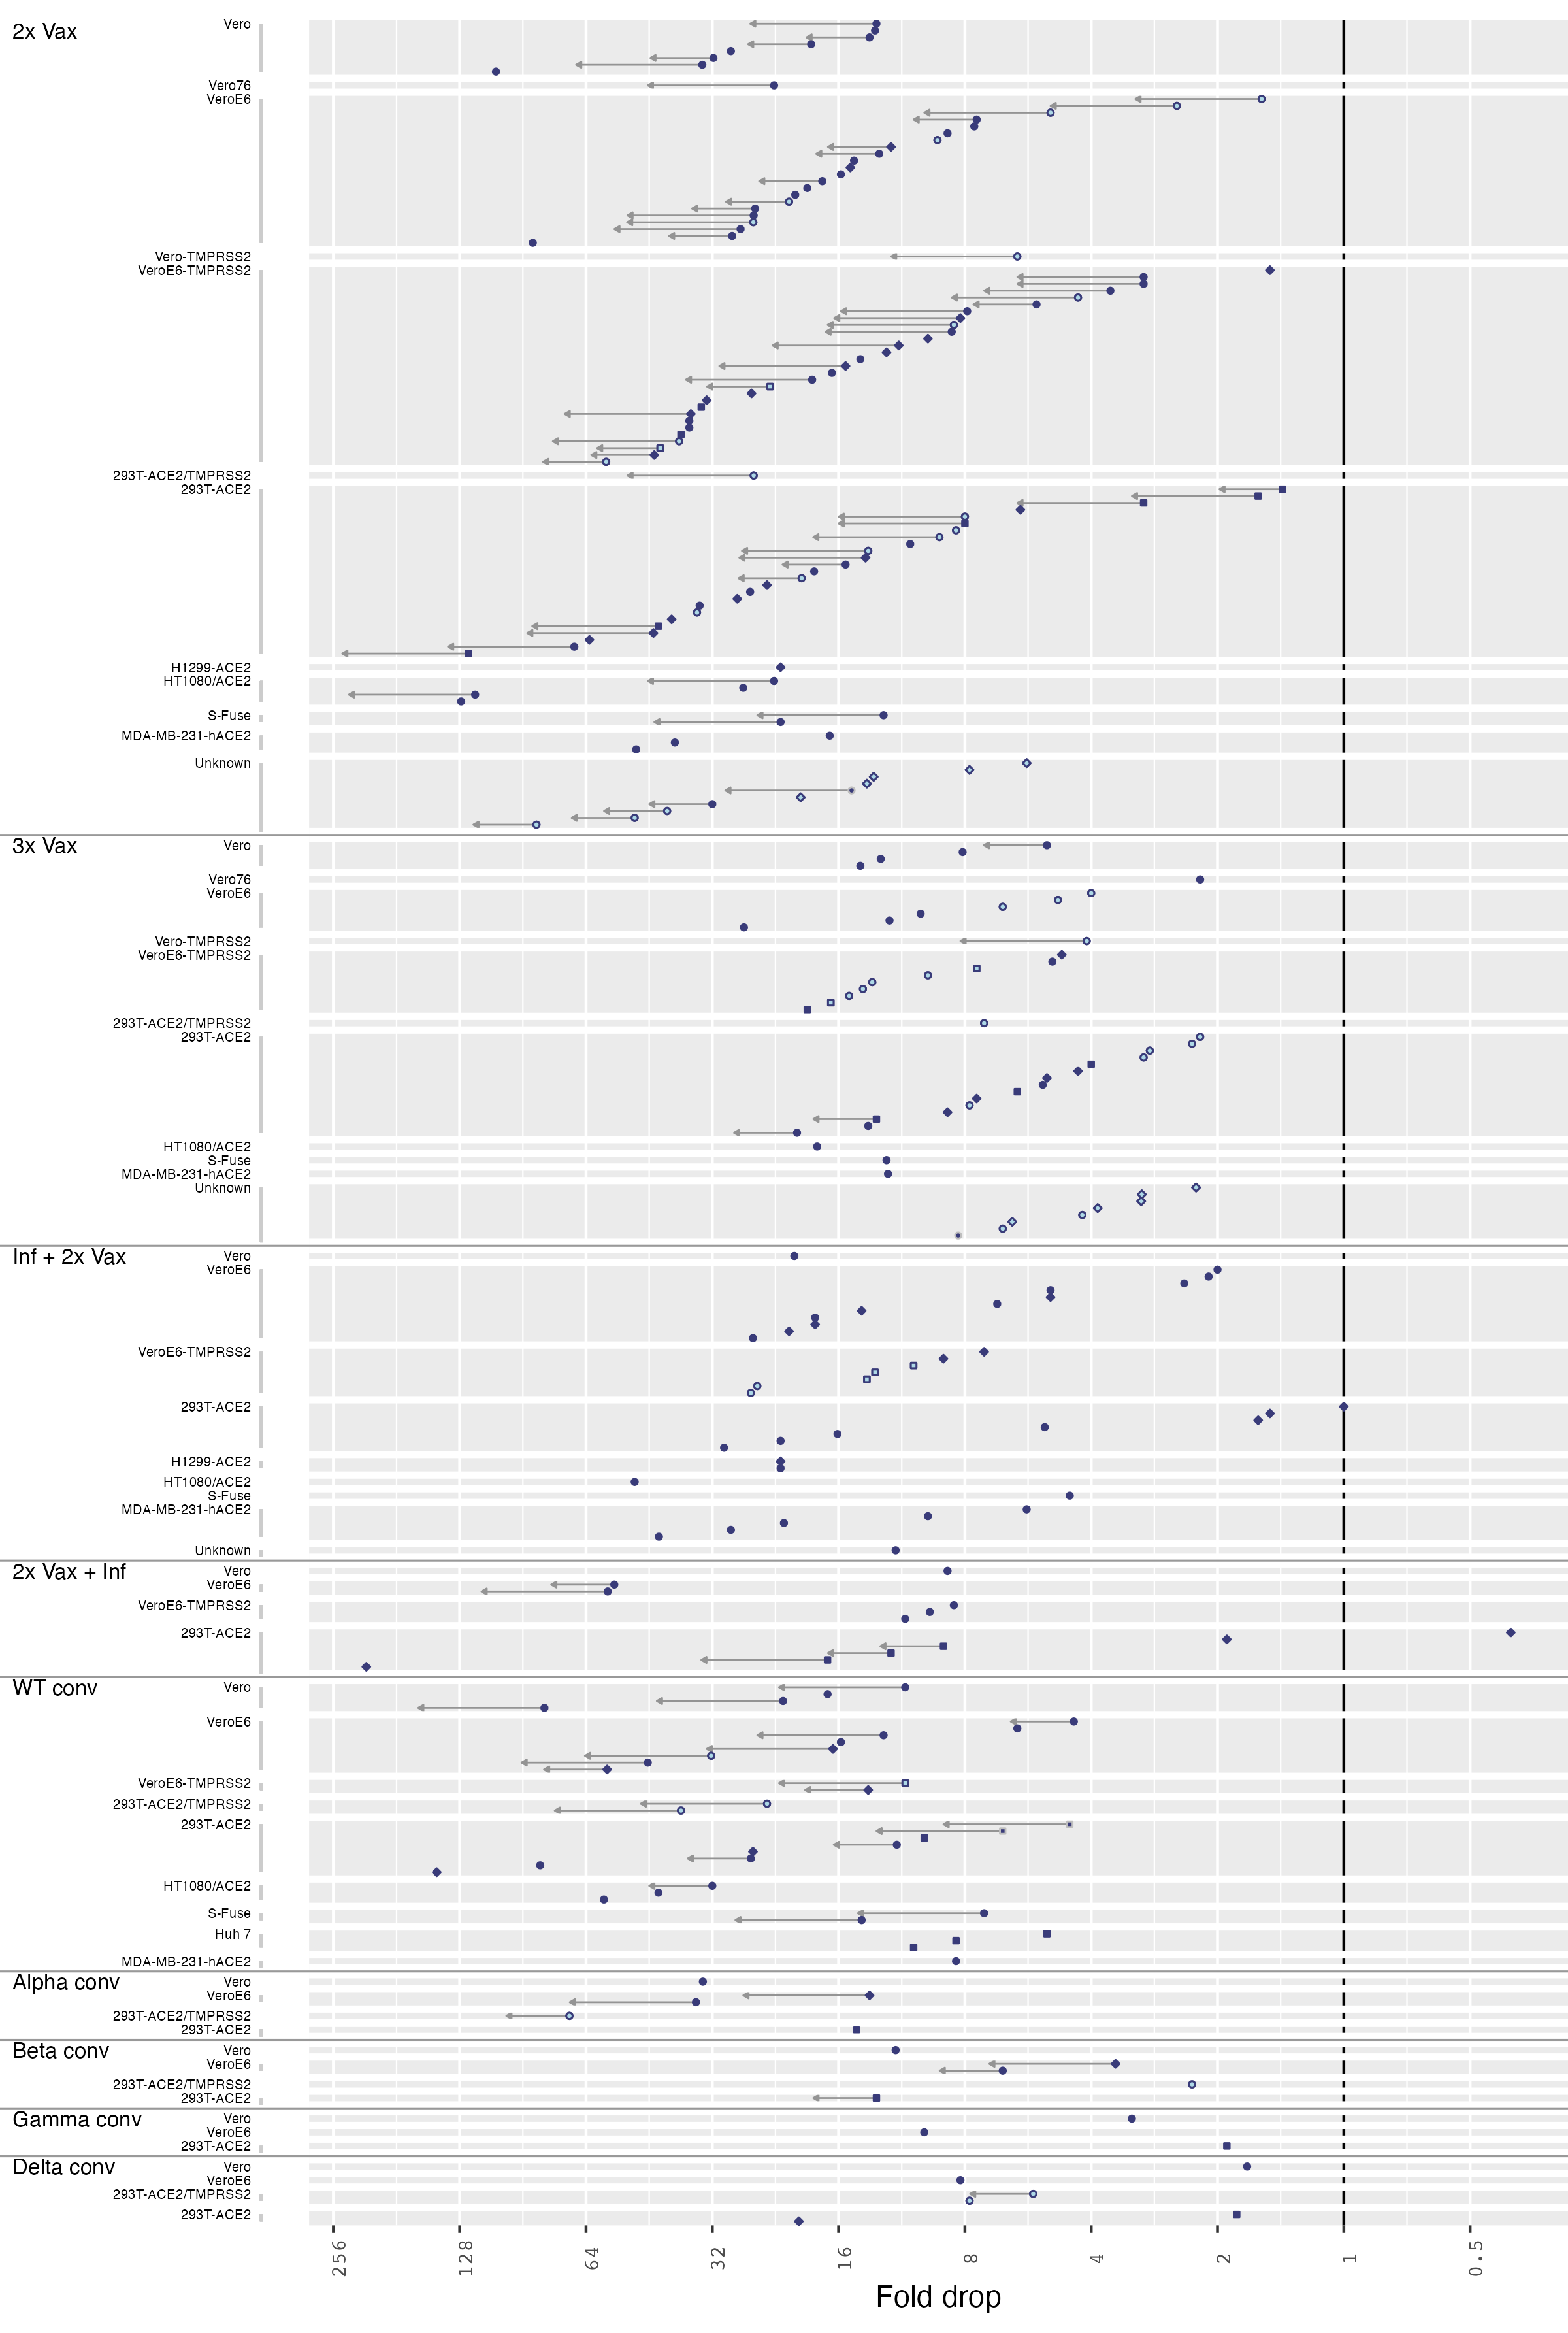 2x Vax
Vero
Vero76
VeroE6
Vero-TMPRSS2
VeroE6-TMPRSS2
293T-ACE2/TMPRSS2
293T-ACE2
H1299-ACE2
HT1080/ACE2
S-Fuse
MDA-MB-231-hACE2
Unknown
3x Vax
Vero
Vero76
VeroE6
Vero-TMPRSS2
VeroE6-TMPRSS2
293T-ACE2/TMPRSS2
293T-ACE2
HT1080/ACE2
S-Fuse
MDA-MB-231-hACE2
Unknown
Inf + 2x Vax
Vero
VeroE6
VeroE6-TMPRSS2
293T-ACE2
H1299-ACE2
HT1080/ACE2
S-Fuse
MDA-MB-231-hACE2
Unknown
2x Vax + Inf
Vero
VeroE6
VeroE6-TMPRSS2
293T-ACE2
WT conv
Vero
VeroE6
VeroE6-TMPRSS2
293T-ACE2/TMPRSS2
293T-ACE2
HT1080/ACE2
S-Fuse
Huh 7
MDA-MB-231-hACE2
Alpha conv
Vero
VeroE6
293T-ACE2/TMPRSS2
293T-ACE2
Beta conv
Vero
VeroE6
293T-ACE2/TMPRSS2
293T-ACE2
Gamma conv
Vero
VeroE6
293T-ACE2
Delta conv
Vero
VeroE6
293T-ACE2/TMPRSS2
293T-ACE2
256 128 64 32 16 8 4 2 1 0.5
Fold drop